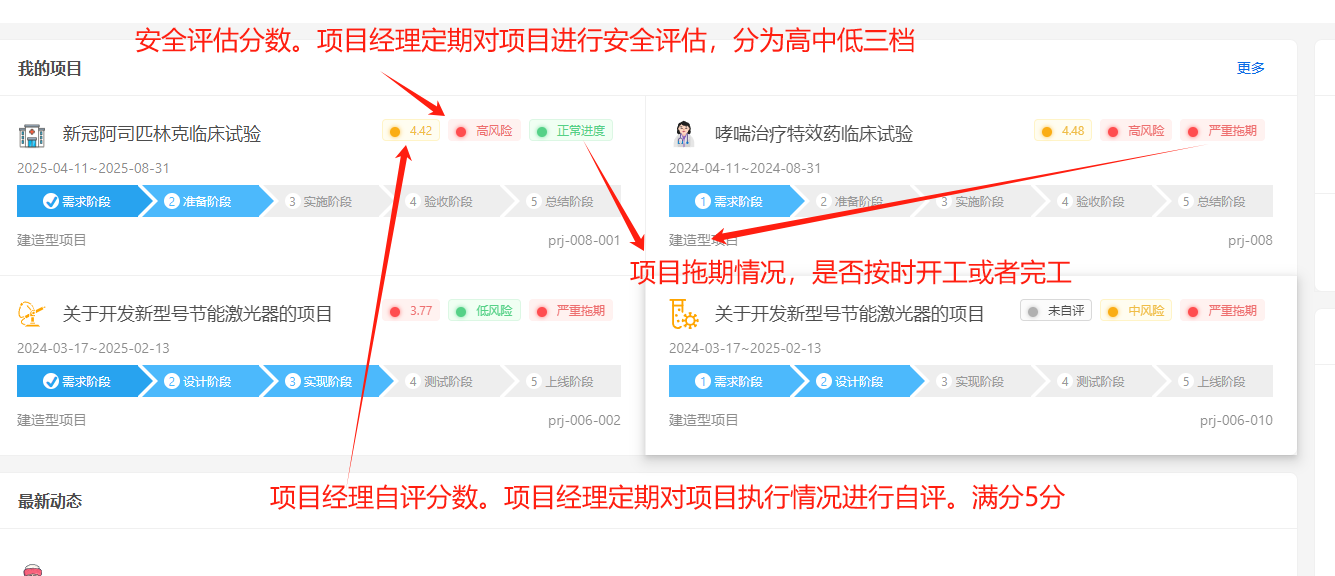 安全评估分数。项目经理定期对项目进行安全评估，分为高中低三档
我的项目
更多
新冠阿司匹林克临床试验
4.42
高风险
正常进度
2025-04-11~2025-08-31
需求阶段
2 准备阶段
3 实施阶段
4 验收阶段
5 总结阶段
建造型项目
prj-008-001
哮喘治疗特效药临床试验
4.48
高风险
严重拖期
2024-04-11~2024-08-31
1 需求阶段
2 准备阶段
3 实施阶段
4 验收阶段
5 总结阶段
建造型项目
prj-008
项目拖期情况，是否按时开工或者完工
关于开发新型号节能激光器的项目
3.77
低风险
严重拖期
2024-03-17~2025-02-13
需求阶段
2 设计阶段
3 实现阶段
4 测试阶段
5 上线阶段
建造型项目
prj-006-002
关于开发新型号节能激光器的项目
未自评
中风险
严重拖期
2024-03-17~2025-02-13
1 需求阶段
2 设计阶段
3 实现阶段
4 测试阶段
5 上线阶段
建造型项目
prj-006-010
项目经理自评分数。项目经理定期对项目执行情况进行自评。满分5分
最新动态